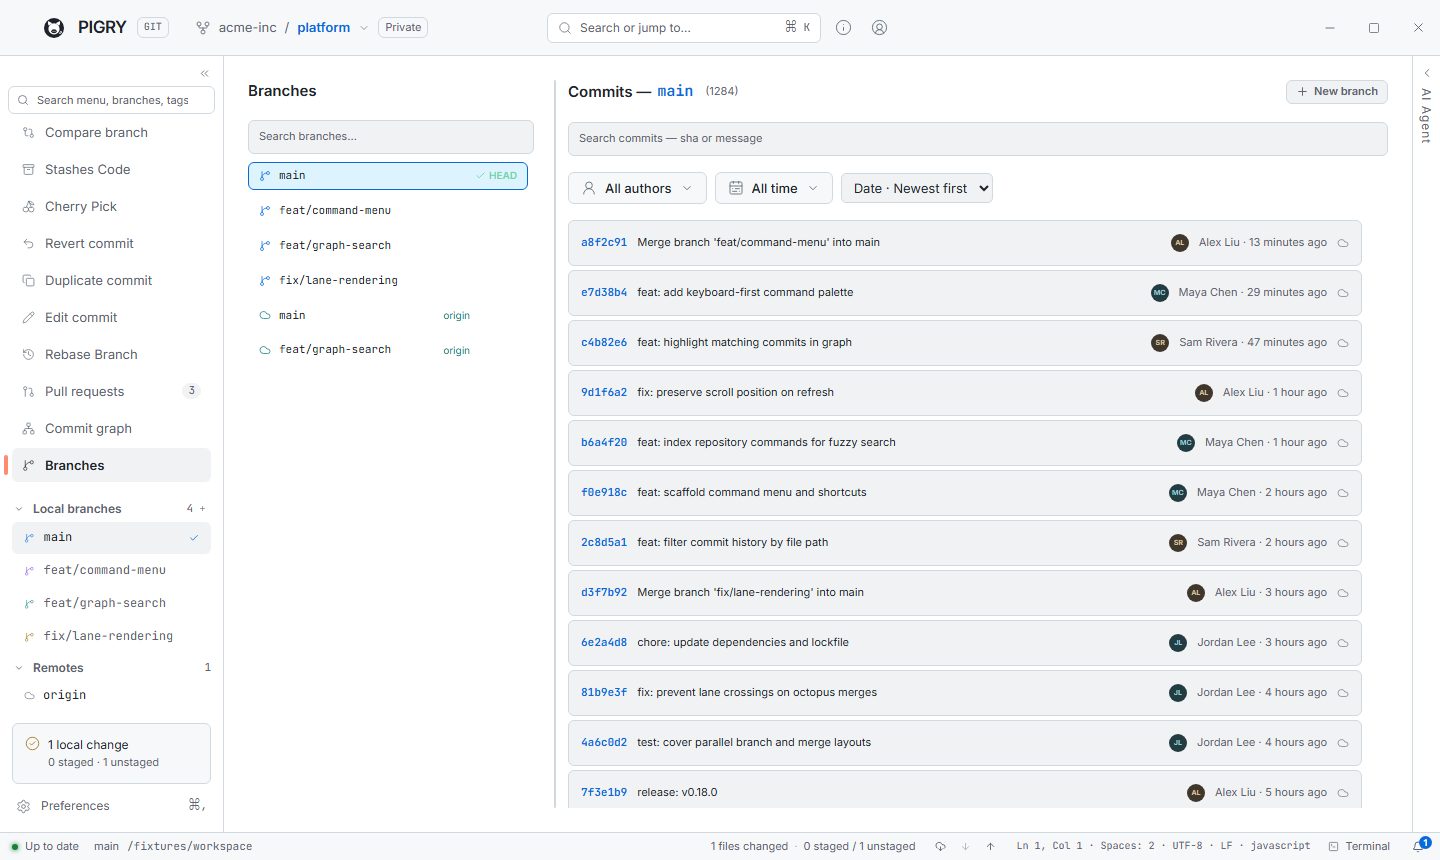 PIGRY GIT acme-inc / platform Private Search or jump to... ⌘ K
Search menu, branches, tags
Compare branch
Stashes Code
Cherry Pick
Revert commit
Duplicate commit
Edit commit
Rebase Branch
Pull requests 3
Commit graph
Branches
Local branches 4 +
main
feat/command-menu
feat/graph-search
fix/lane-rendering
Remotes 1
origin
1 local change
0 staged · 1 unstaged
Preferences ⌘,
Branches
Search branches...
main HEAD
feat/command-menu
feat/graph-search
fix/lane-rendering
main origin
feat/graph-search origin
Commits — main (1284) + New branch
Search commits — sha or message
All authors All time Date · Newest first
a8f2c91 Merge branch 'feat/command-menu' into main AL Alex Liu · 13 minutes ago
e7d38b4 feat: add keyboard-first command palette MC Maya Chen · 29 minutes ago
c4b82e6 feat: highlight matching commits in graph SR Sam Rivera · 47 minutes ago
9d1f6a2 fix: preserve scroll position on refresh AL Alex Liu · 1 hour ago
b6a4f20 feat: index repository commands for fuzzy search MC Maya Chen · 1 hour ago
f0e918c feat: scaffold command menu and shortcuts MC Maya Chen · 2 hours ago
2c8d5a1 feat: filter commit history by file path SR Sam Rivera · 2 hours ago
d3f7b92 Merge branch 'fix/lane-rendering' into main AL Alex Liu · 3 hours ago
6e2a4d8 chore: update dependencies and lockfile JL Jordan Lee · 3 hours ago
81b9e3f fix: prevent lane crossings on octopus merges JL Jordan Lee · 4 hours ago
4a6c0d2 test: cover parallel branch and merge layouts JL Jordan Lee · 4 hours ago
7f3e1b9 release: v0.18.0 AL Alex Liu · 5 hours ago
AI Agent
Up to date main /fixtures/workspace 1 files changed · 0 staged / 1 unstaged Ln 1, Col 1 · Spaces: 2 · UTF-8 · LF · javascript Terminal 1